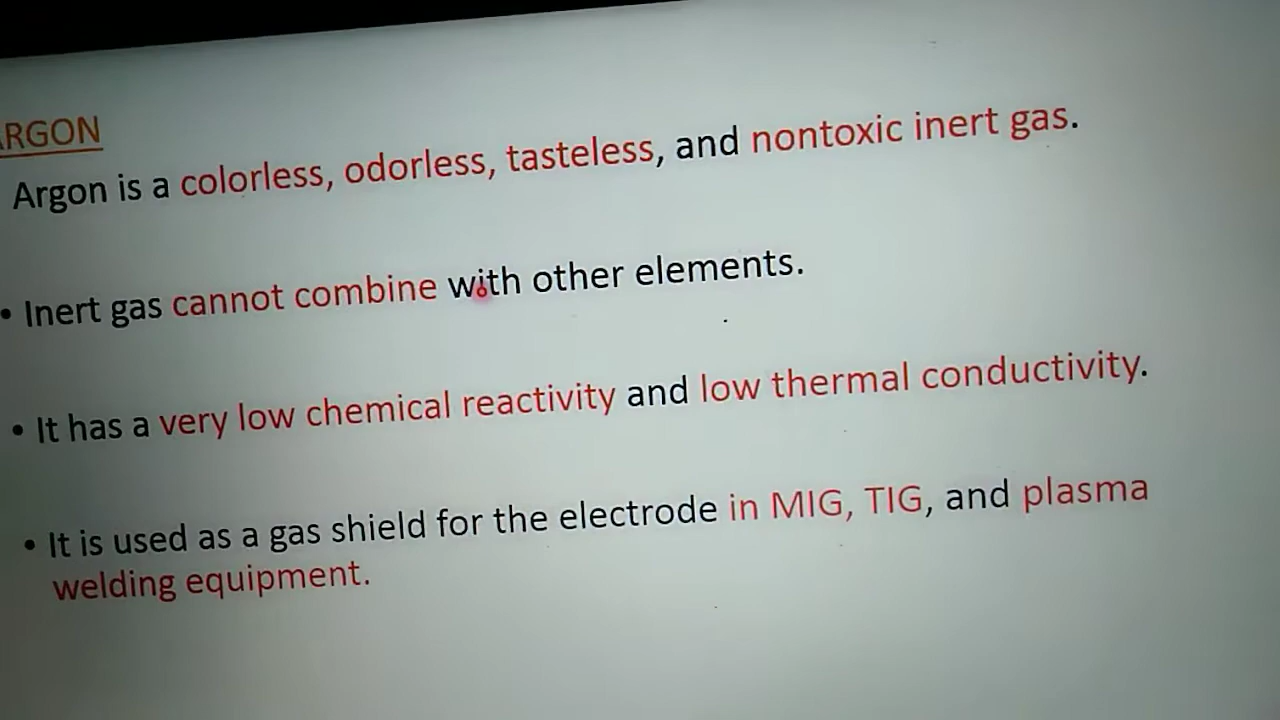 ARGON
Argon is a colorless, odorless, tasteless, and nontoxic inert gas.
• Inert gas cannot combine with other elements.
• It has a very low chemical reactivity and low thermal conductivity.
• It is used as a gas shield for the electrode in MIG, TIG, and plasma
welding equipment.